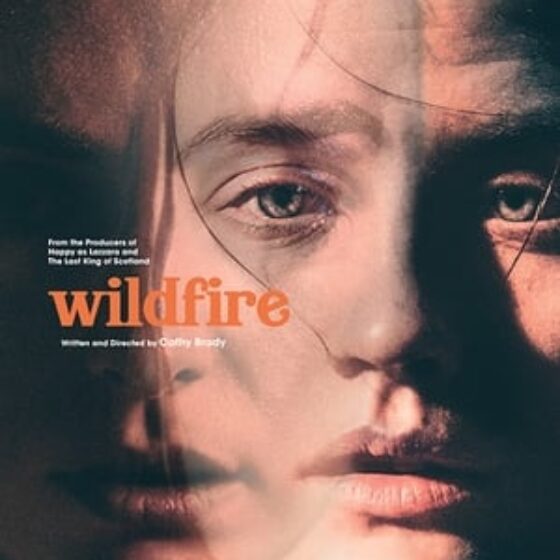 From the Producers of
Happy as Lazzaro and
The Last King of Scotland
wildfire
Written and Directed by Cathy Brady